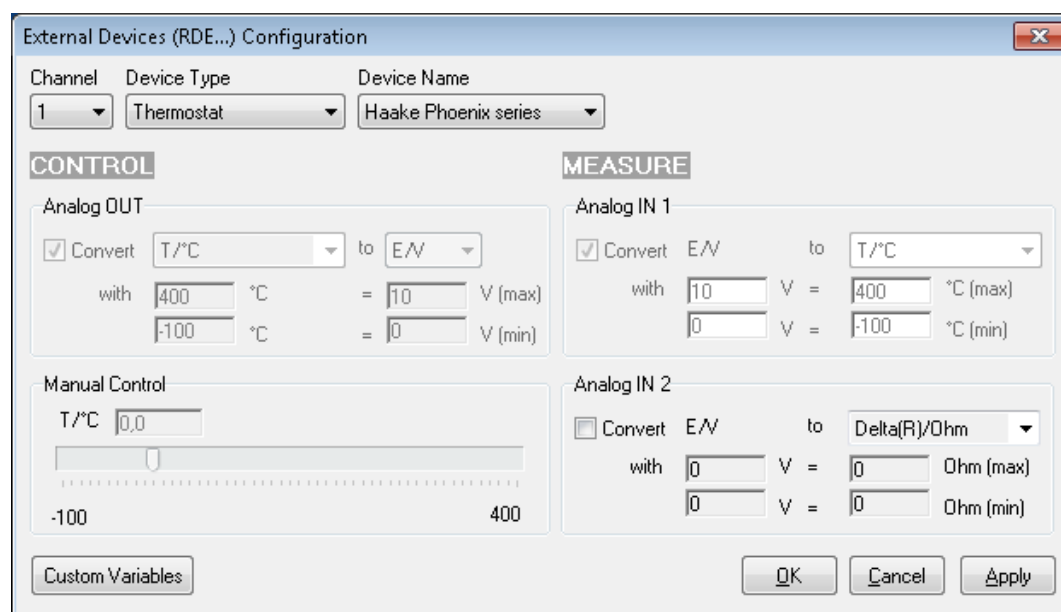 External Devices (RDE...) Configuration
Channel Device Type Device Name
1 Thermostat Haake Phoenix series
CONTROL
Analog OUT
Convert T/°C to E/V
with 400 °C = 10 V (max)
-100 °C = 0 V (min)
Manual Control
T/°C 0,0
-100 400
MEASURE
Analog IN 1
Convert E/V to T/°C
with 10 V = 400 °C (max)
0 V = -100 °C (min)
Analog IN 2
Convert E/V to Delta(R)/Ohm
with 0 V = 0 Ohm (max)
0 V = 0 Ohm (min)
Custom Variables OK Cancel Apply